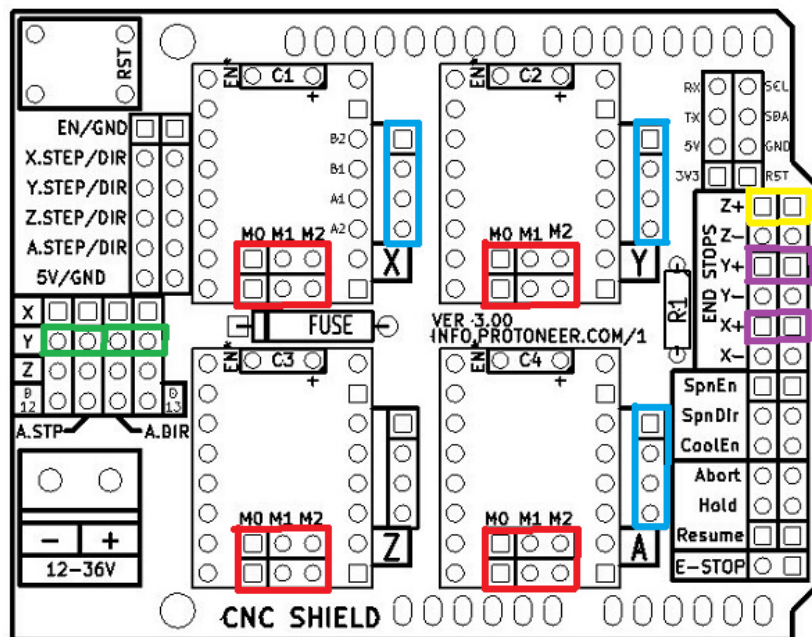 RST
EN*
C1
+
EN*
C2
+
RX
SCL
TX
SDA
5V
GND
3V3
RST
EN/GND
X.STEP/DIR
Y.STEP/DIR
Z.STEP/DIR
A.STEP/DIR
5V/GND
B2
B1
A1
A2
M0 M1 M2
X
M0 M1 M2
Y
END STOPS
Z+
Z-
Y+
Y-
X+
X-
X
Y
Z
D
12
D
13
A.STP
A.DIR
FUSE
VER 3.00
INFO.PROTONEER.COM/1
R1
EN*
C3
+
EN*
C4
+
SpnEn
SpnDIr
CoolEn
Abort
Hold
Resume
E-STOP
- +
12-36V
M0 M1 M2
Z
M0 M1 M2
A
CNC SHIELD